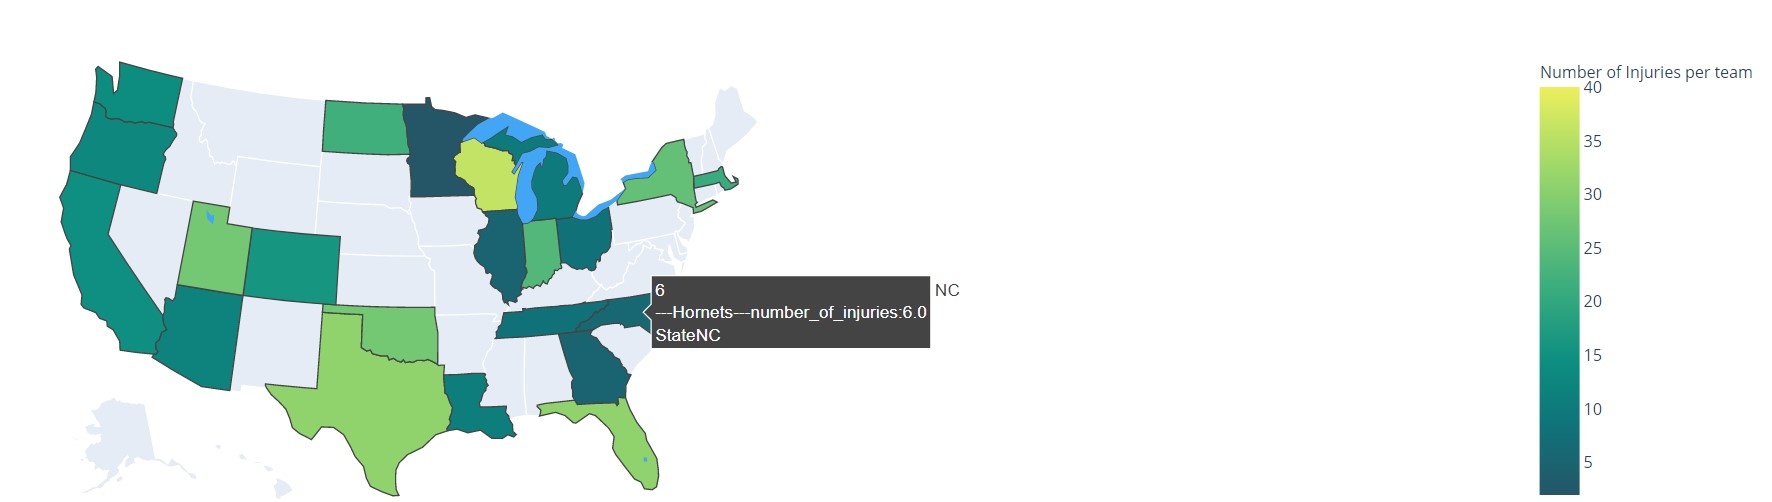 Number of Injuries per team
40
35
30
25
20
15
10
5
6
---Hornets---number_of_injuries:6.0
StateNC
NC